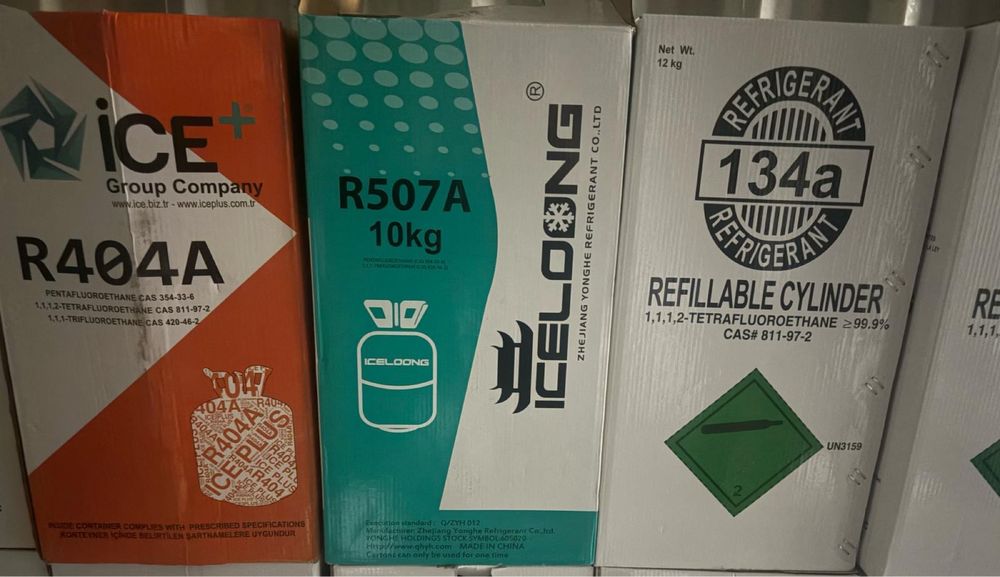 iCE+
Group Company
www.ice.biz.tr - www.iceplus.com.tr
R404A
PENTAFLUOROETHANE CAS 354-33-6
1,1,1,2-TETRAFLUOROETHANE CAS 811-97-2
1,1,1-TRIFLUOROETHANE CAS 420-46-2
R404A
ICE PLUS
INSIDE CONTAINER COMPLIES WITH PRESCRIBED SPECIFICATIONS
KONTEYNER İÇİNDE BELİRTİLEN ŞARTNAMELERE UYGUNDUR
R507A
10kg
ICELOONG
ICELOONG®
ZHEJIANG YONGHE REFRIGERANT CO.,LTD
Execution standard : Q/ZYH 012
Manufacturer: Zhejiang Yonghe Refrigerant Co.,ltd.
YONGHE HOLDINGS STOCK SYMBOL:605020
Http://www.qhyh.com MADE IN CHINA
Cartons can only be used for one time
Net Wt.
12 kg
REFRIGERANT
134a
REFRIGERANT
REFILLABLE CYLINDER
1,1,1,2-TETRAFLUOROETHANE ≥99.9%
CAS# 811-97-2
UN3159
2
RE
1,1,1